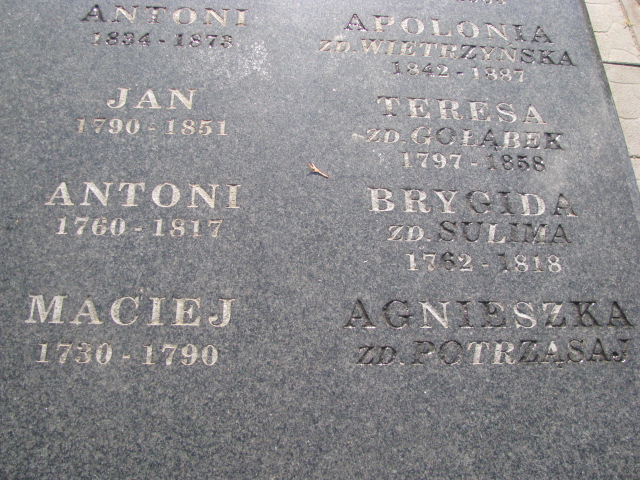 ANTONI
1834 - 1873
APOLONIA
ZD. WIETRZYŃSKA
1842 - 1887
JAN
1790 - 1851
TERESA
ZD. GOŁĄBEK
1797 - 1858
ANTONI
1760 - 1817
BRYGIDA
ZD. SULIMA
1762 - 1818
MACIEJ
1730 - 1790
AGNIESZKA
ZD. POTRZĄSAJ